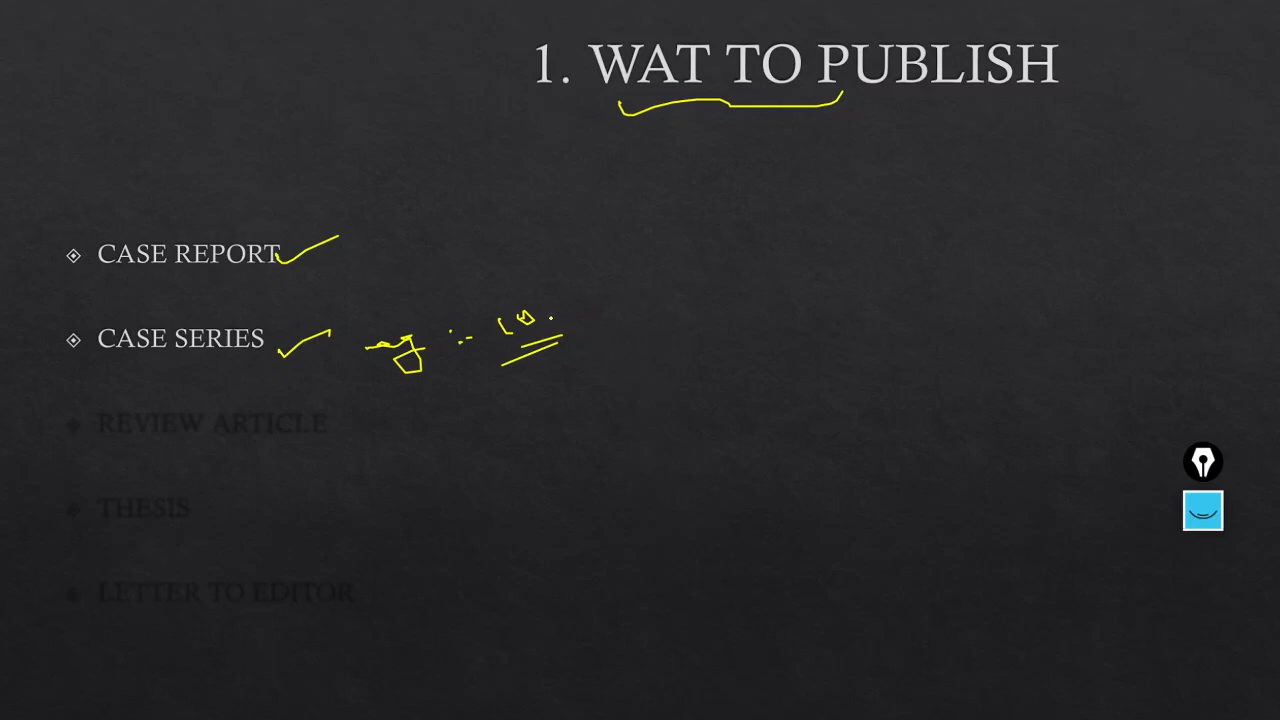 1. WAT TO PUBLISH
CASE REPORT
CASE SERIES
REVIEW ARTICLE
THESIS
LETTER TO EDITOR